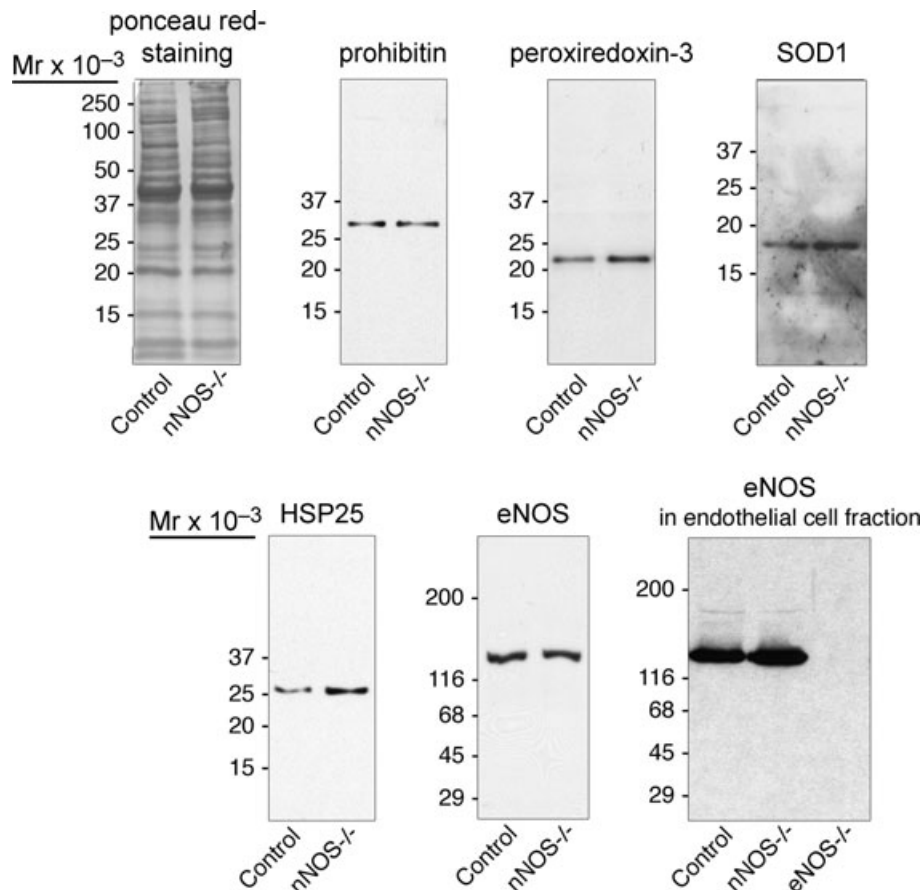 ponceau red-
staining
Mr x 10⁻³
250
100
50
37
25
20
15
Control
nNOS-/-
prohibitin
37
25
20
15
Control
nNOS-/-
peroxiredoxin-3
37
25
20
15
Control
nNOS-/-
SOD1
37
25
20
15
Control
nNOS-/-
Mr x 10⁻³
HSP25
37
25
20
15
Control
nNOS-/-
eNOS
200
116
68
45
29
Control
nNOS-/-
eNOS
in endothelial cell fraction
200
116
68
45
29
Control
nNOS-/-
eNOS-/-